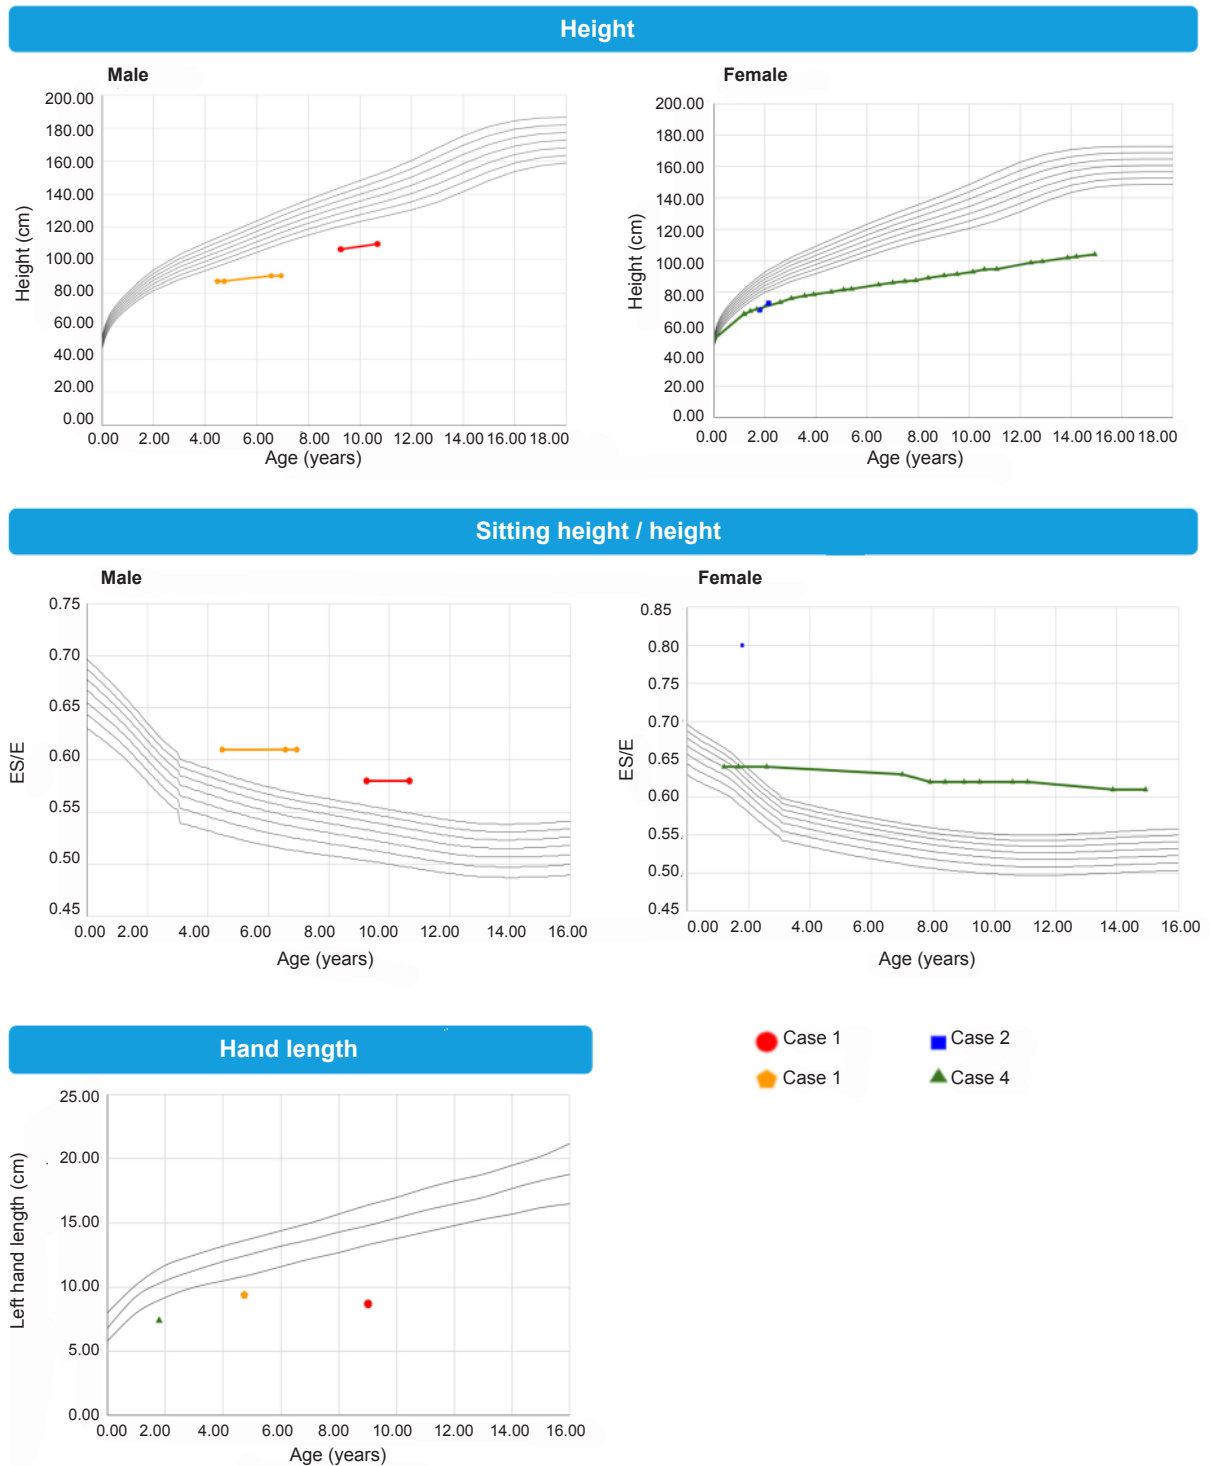 Height
Male
200.00
180.00
160.00
140.00
120.00
100.00
80.00
60.00
40.00
20.00
0.00
Height (cm)
0.00 2.00 4.00 6.00 8.00 10.00 12.00 14.00 16.00 18.00
Age (years)
Female
200.00
180.00
160.00
140.00
120.00
100.00
80.00
60.00
40.00
20.00
0.00
Height (cm)
0.00 2.00 4.00 6.00 8.00 10.00 12.00 14.00 16.00 18.00
Age (years)
Sitting height / height
Male
0.75
0.70
0.65
0.60
0.55
0.50
0.45
ES/E
0.00 2.00 4.00 6.00 8.00 10.00 12.00 14.00 16.00
Age (years)
Female
0.85
0.80
0.75
0.70
0.65
0.60
0.55
0.50
0.45
ES/E
0.00 2.00 4.00 6.00 8.00 10.00 12.00 14.00 16.00
Age (years)
Hand length
25.00
20.00
15.00
10.00
5.00
0.00
Left hand length (cm)
0.00 2.00 4.00 6.00 8.00 10.00 12.00 14.00 16.00
Age (years)
Case 1
Case 2
Case 1
Case 4